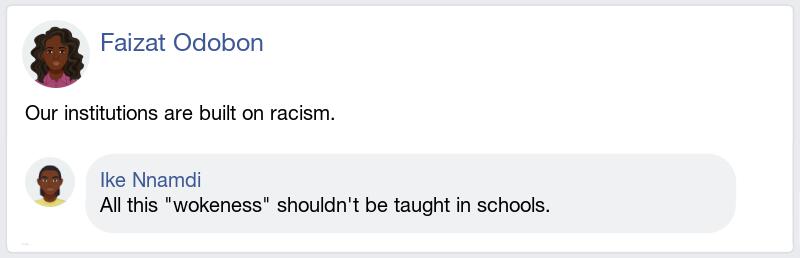 Faizat Odobon
Our institutions are built on racism.
Ike Nnamdi
All this "wokeness" shouldn't be taught in schools.